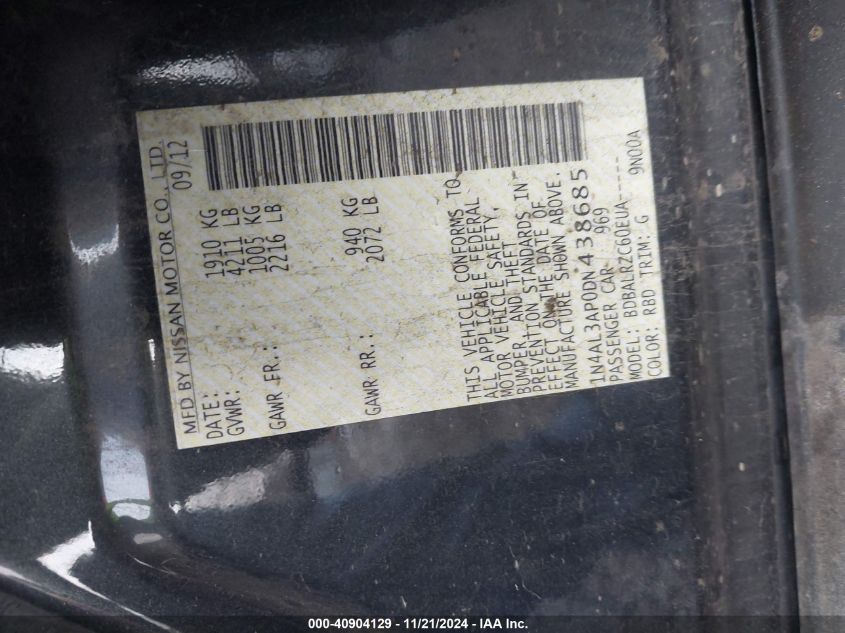 MFD BY NISSAN MOTOR CO., LTD.
DATE: 09/12
GVWR: 1910 KG
4211 LB
GAWR FR.: 1005 KG
2216 LB
GAWR RR.: 940 KG
2072 LB
THIS VEHICLE CONFORMS TO
ALL APPLICABLE FEDERAL
MOTOR VEHICLE SAFETY,
BUMPER, AND THEFT
PREVENTION STANDARDS IN
EFFECT ON THE DATE OF
MANUFACTURE SHOWN ABOVE.
1N4AL3AP0DN438685
PASSENGER CAR 969
MODEL: BDBALRZC60EUA-----
COLOR: RB0 TRIM: G 9N00A
000-40904129 - 11/21/2024 - IAA Inc.